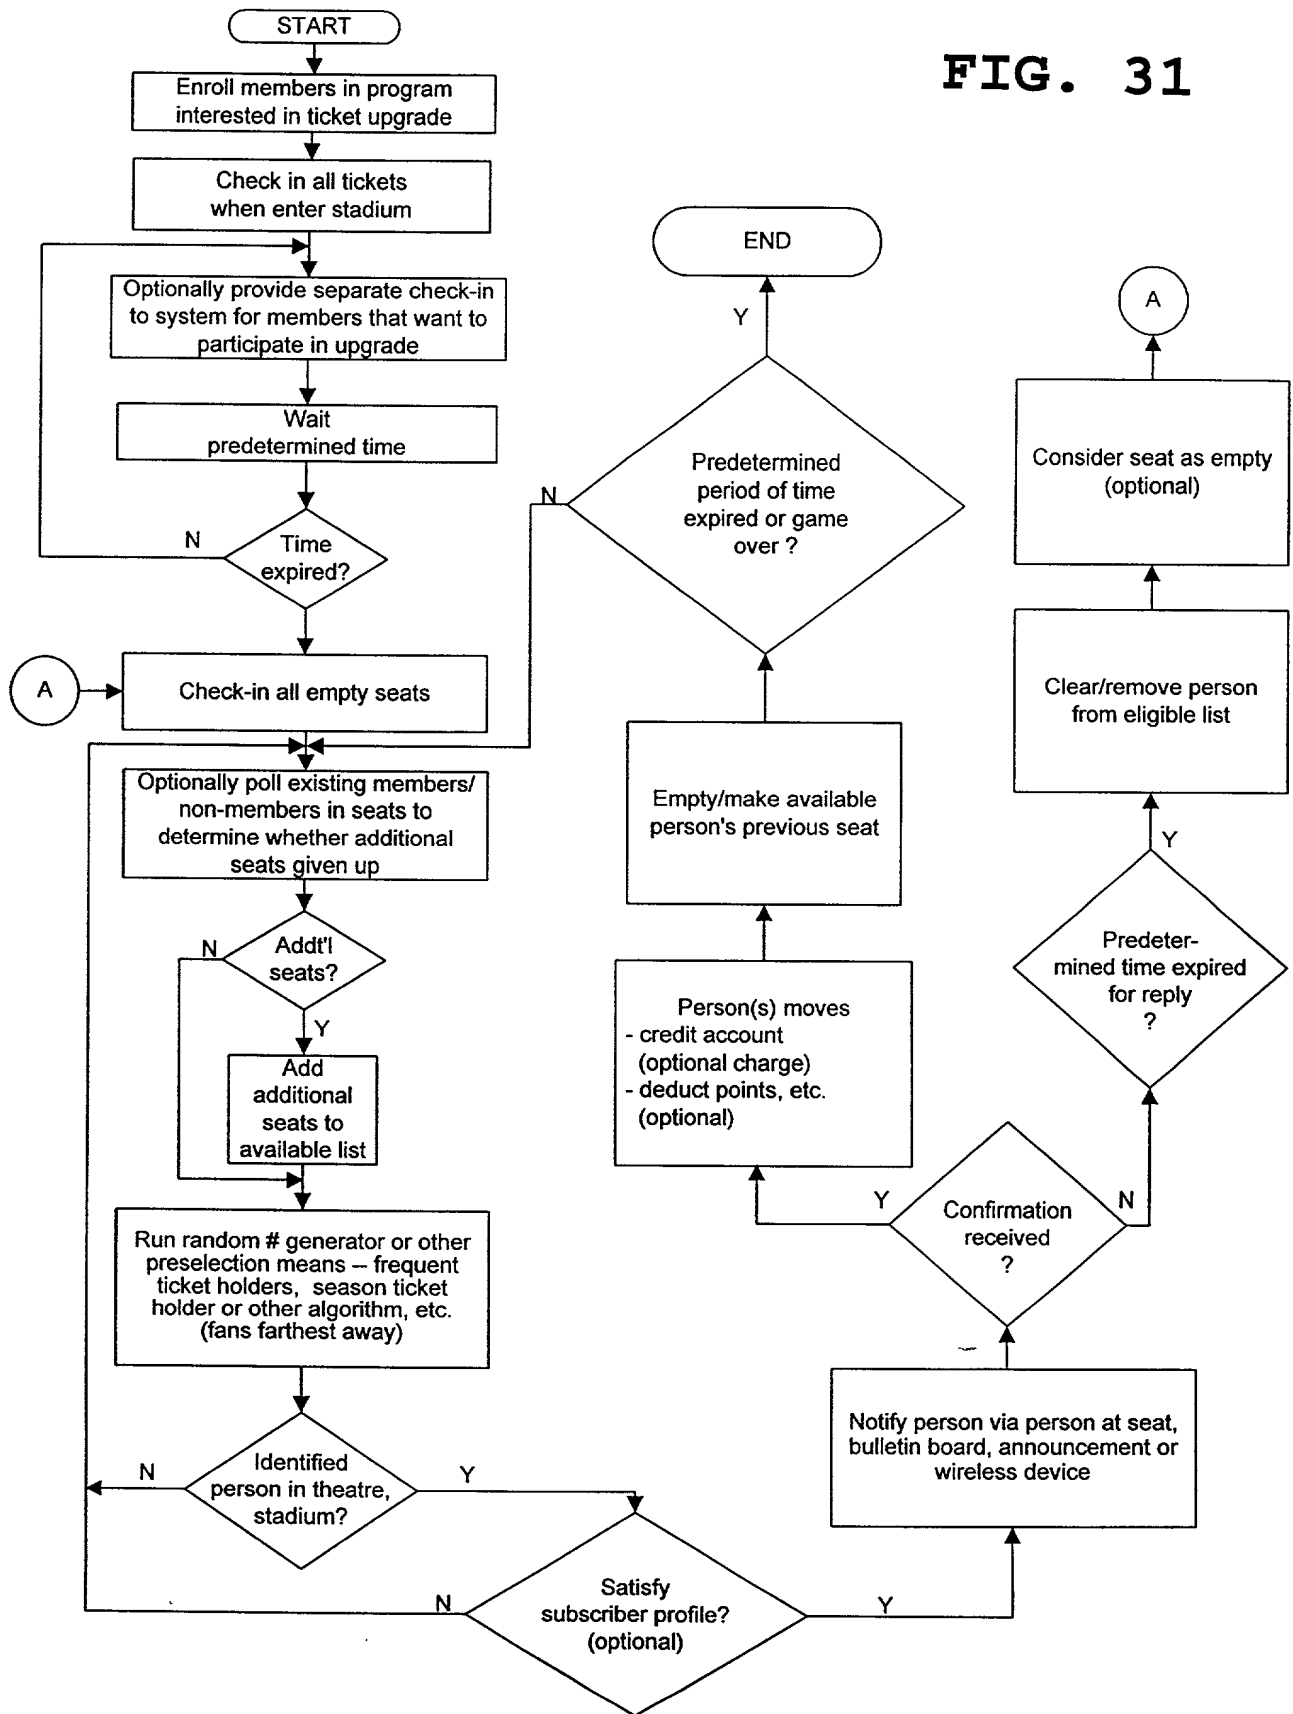 START
FIG. 31
Enroll members in program
interested in ticket upgrade
Check in all tickets
when enter stadium
Optionally provide separate check-in
to system for members that want to
participate in upgrade
Wait
predetermined time
N
Time
expired?
A
Check-in all empty seats
Optionally poll existing members/
non-members in seats to
determine whether additional
seats given up
N
Addt'l
seats?
Y
Add
additional
seats to
available list
Run random # generator or other
preselection means – frequent
ticket holders, season ticket
holder or other algorithm, etc.
(fans farthest away)
N
Identified
person in theatre,
stadium?
Y
N
Satisfy
subscriber profile?
(optional)
Y
END
Y
N
Predetermined
period of time
expired or game
over ?
Empty/make available
person's previous seat
Person(s) moves
- credit account
(optional charge)
- deduct points, etc.
(optional)
Y
Confirmation
received
?
N
Notify person via person at seat,
bulletin board, announcement or
wireless device
A
Consider seat as empty
(optional)
Clear/remove person
from eligible list
Y
Predeter-
mined time expired
for reply
?